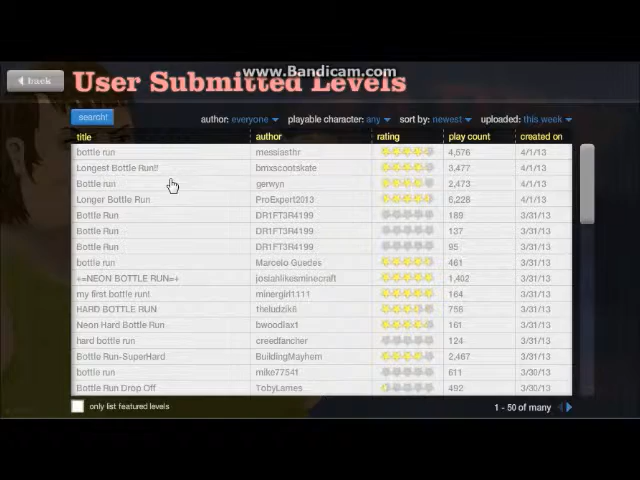 www.Bandicam.com
back
User Submitted Levels
search!
author: everyone playable character: any sort by: newest uploaded: this week
title author rating play count created on
bottle run messiasthr 4,576 4/1/13
Longest Bottle Run!! bmxscootskate 3,477 4/1/13
Bottle run gerwyn 2,473 4/1/13
Longer Bottle Run ProExpert2013 6,228 4/1/13
Bottle Run DR1FT3R4199 189 3/31/13
Bottle Run DR1FT3R4199 137 3/31/13
Bottle Run DR1FT3R4199 95 3/31/13
bottle run Marcelo Guedes 461 3/31/13
+=NEON BOTTLE RUN=+ josiahlikesminecraft 1,402 3/31/13
my first bottle run! minergirl1111 164 3/31/13
HARD BOTTLE RUN theludzik6 756 3/31/13
Neon Hard Bottle Run bwoodlax1 161 3/31/13
hard bottle run creedfancher 124 3/31/13
Bottle Run-SuperHard BuildingMayhem 2,467 3/31/13
bottle run mike77541 611 3/30/13
Bottle Run Drop Off TobyLames 492 3/30/13
only list featured levels 1 - 50 of many